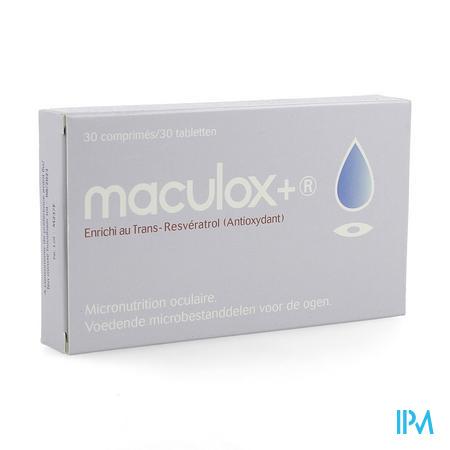 30 comprimés/30 tabletten
maculox+®
Enrichi au Trans-Resvératrol (Antioxydant)
Micronutrition oculaire.
Voedende microbestanddelen voor de ogen.
IPM